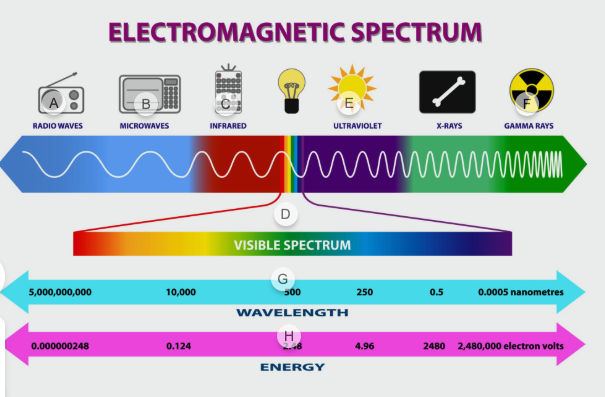 ELECTROMAGNETIC SPECTRUM
A B C E F
RADIO WAVES MICROWAVES INFRARED ULTRAVIOLET X-RAYS GAMMA RAYS
D
VISIBLE SPECTRUM
G
5,000,000,000 10,000 500 250 0.5 0.0005 nanometres
WAVELENGTH
H
0.000000248 0.124 2.48 4.96 2480 2,480,000 electron volts
ENERGY